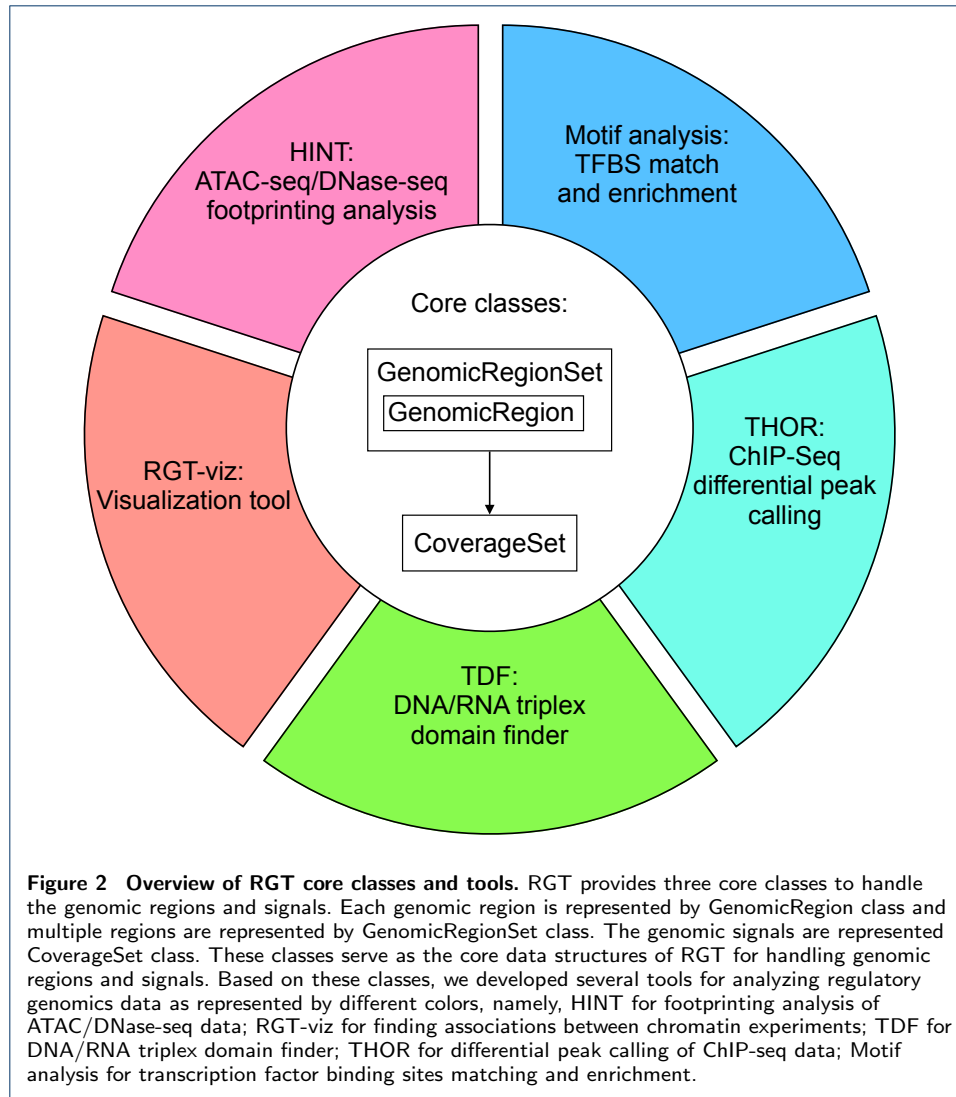 HINT:
ATAC-seq/DNase-seq
footprinting analysis
Motif analysis:
TFBS match
and enrichment
Core classes:
GenomicRegionSet
GenomicRegion
CoverageSet
RGT-viz:
Visualization tool
THOR:
ChIP-Seq
differential peak
calling
TDF:
DNA/RNA triplex
domain finder
Figure 2 Overview of RGT core classes and tools. RGT provides three core classes to handle
the genomic regions and signals. Each genomic region is represented by GenomicRegion class and
multiple regions are represented by GenomicRegionSet class. The genomic signals are represented
CoverageSet class. These classes serve as the core data structures of RGT for handling genomic
regions and signals. Based on these classes, we developed several tools for analyzing regulatory
genomics data as represented by different colors, namely, HINT for footprinting analysis of
ATAC/DNase-seq data; RGT-viz for finding associations between chromatin experiments; TDF for
DNA/RNA triplex domain finder; THOR for differential peak calling of ChIP-seq data; Motif
analysis for transcription factor binding sites matching and enrichment.